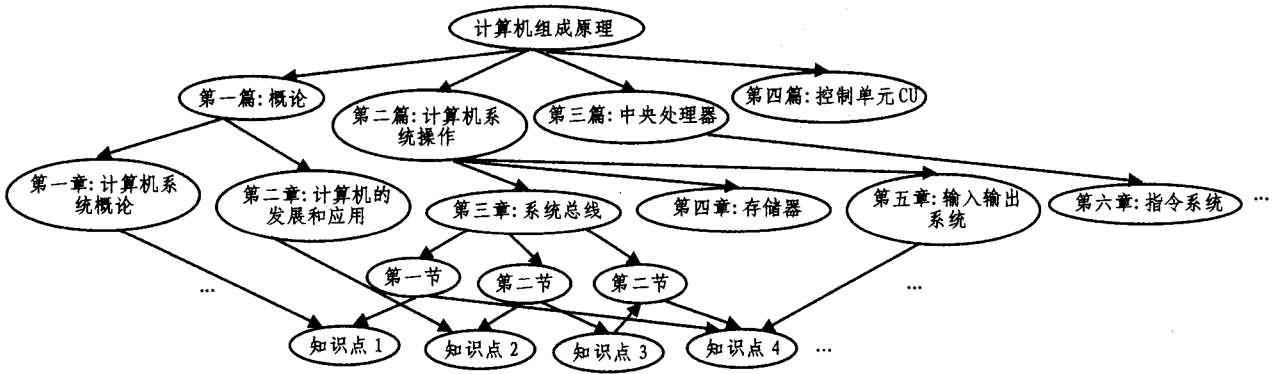 计算机组成原理
第一篇:概论
第二篇:计算机系
统操作
第三篇:中央处理器
第四篇:控制单元CU
第一章:计算机系
统概论
第二章:计算机的
发展和应用
第三章:系统总线
第四章:存储器
第五章:输入输出
系统
第六章:指令系统
...
第一节
第二节
第二节
...
...
知识点1
知识点2
知识点3
知识点4
...